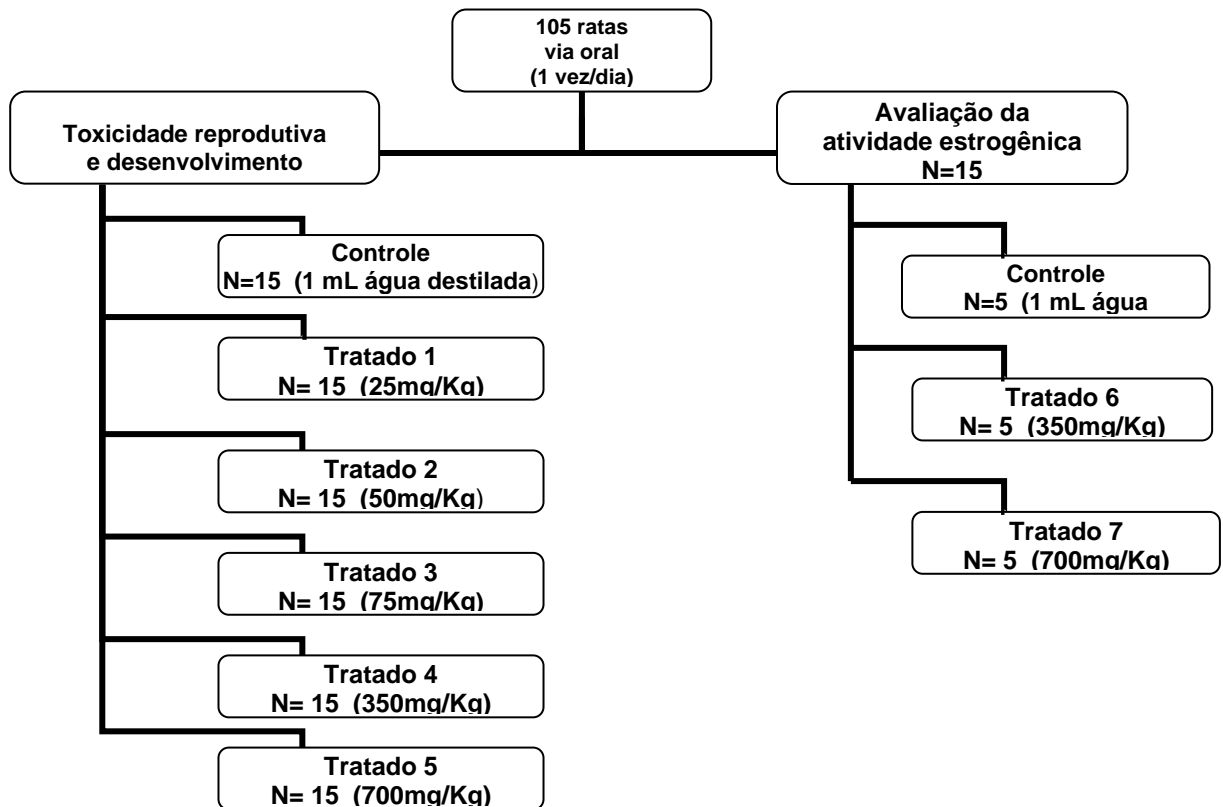 105 ratas
via oral
(1 vez/dia)
Toxicidade reprodutiva
e desenvolvimento
Avaliação da
atividade estrogênica
N=15
Controle
N=15 (1 mL água destilada)
Tratado 1
N= 15 (25mg/Kg)
Tratado 2
N= 15 (50mg/Kg)
Tratado 3
N= 15 (75mg/Kg)
Tratado 4
N= 15 (350mg/Kg)
Tratado 5
N= 15 (700mg/Kg)
Controle
N=5 (1 mL água
Tratado 6
N= 5 (350mg/Kg)
Tratado 7
N= 5 (700mg/Kg)